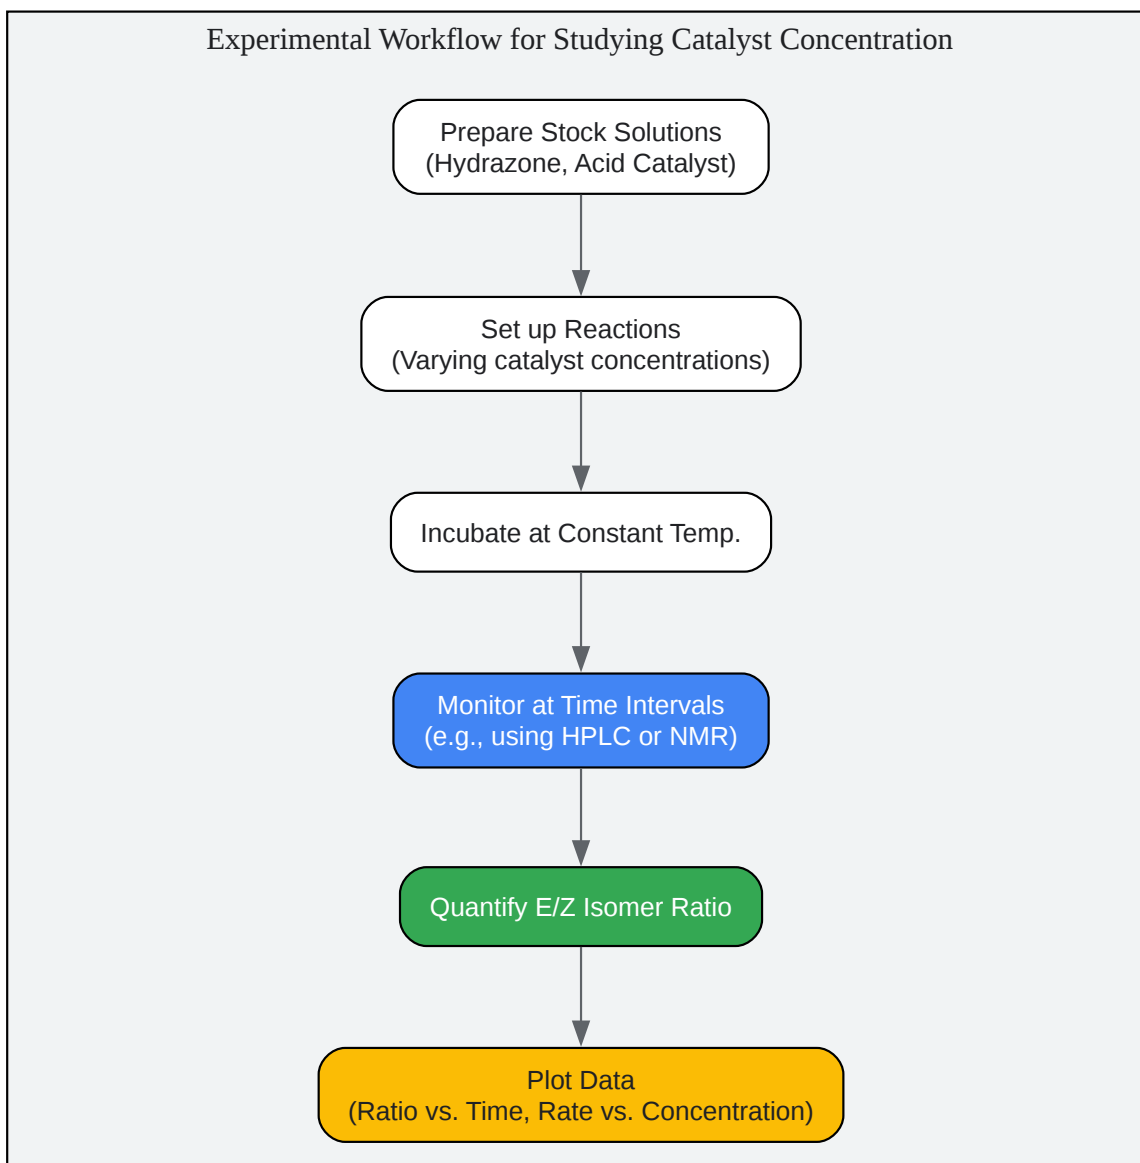 Experimental Workflow for Studying Catalyst Concentration
Prepare Stock Solutions
(Hydrazone, Acid Catalyst)
Set up Reactions
(Varying catalyst concentrations)
Incubate at Constant Temp.
Monitor at Time Intervals
(e.g., using HPLC or NMR)
Quantify E/Z Isomer Ratio
Plot Data
(Ratio vs. Time, Rate vs. Concentration)